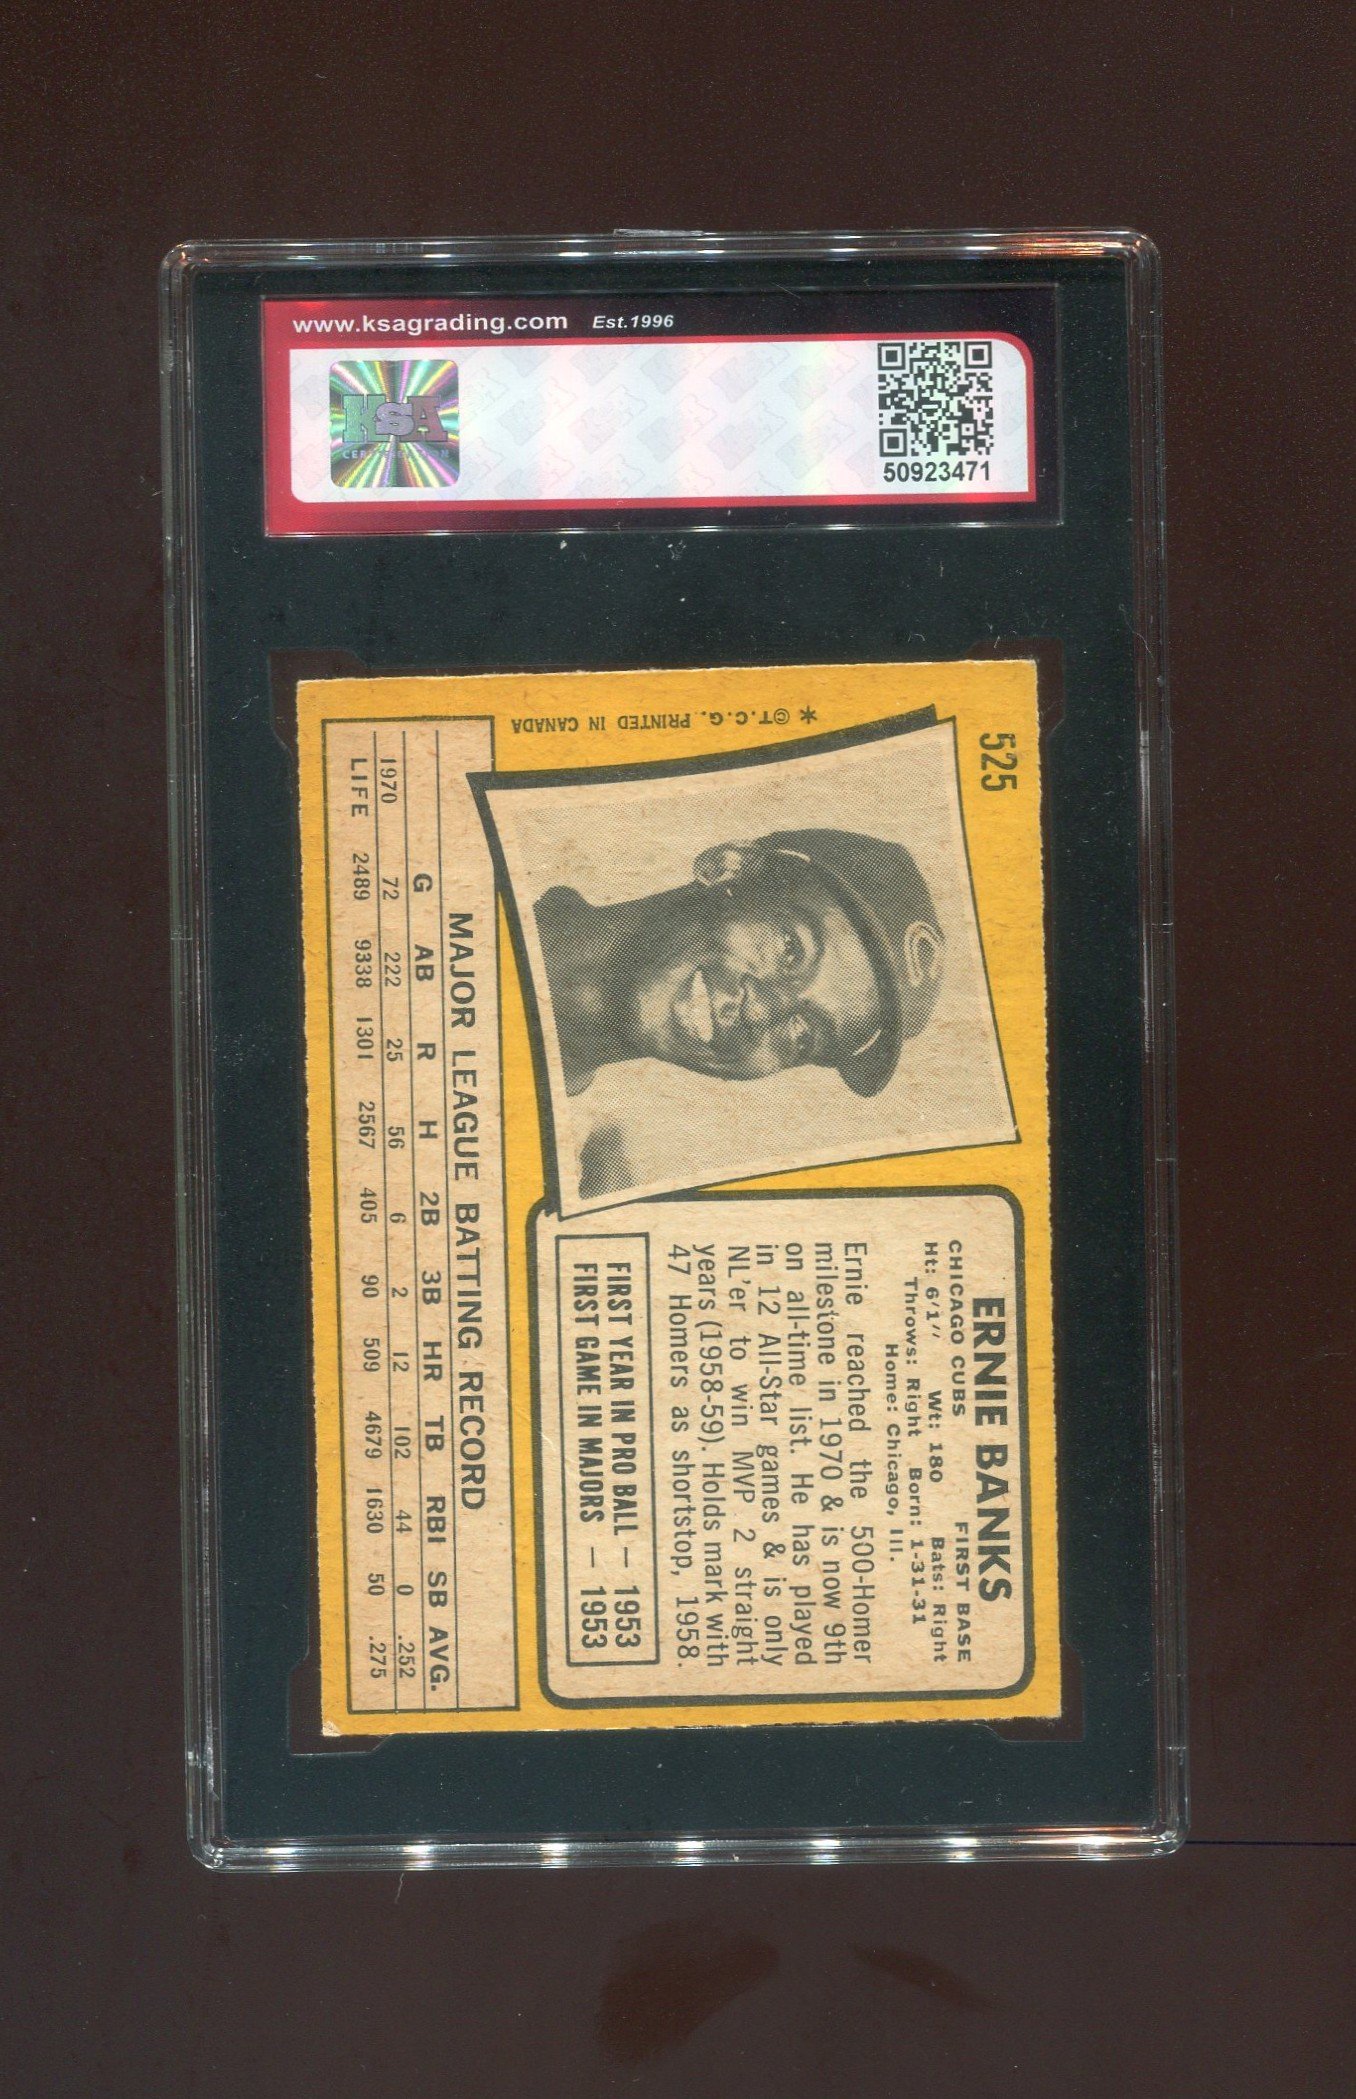 www.ksagrading.com Est.1996
KSA
CERTIFICATION
50923471
525
✶ ©T.C.G. PRINTED IN CANADA
ERNIE BANKS
CHICAGO CUBS FIRST BASE
Ht: 6'1" Wt: 180 Bats: Right
Throws: Right Born: 1-31-31
Home: Chicago, Ill.
Ernie reached the 500-Homer
milestone in 1970 & is now 9th
on all-time list. He has played
in 12 All-Star games & is only
NL'er to win MVP 2 straight
years (1958-59). Holds mark with
47 Homers as shortstop, 1958.
FIRST YEAR IN PRO BALL — 1953
FIRST GAME IN MAJORS — 1953
MAJOR LEAGUE BATTING RECORD
G AB R H 2B 3B HR TB RBI SB AVG.
1970 72 222 25 56 6 2 12 102 44 0 .252
LIFE 2489 9338 1301 2567 405 90 509 4679 1630 50 .275